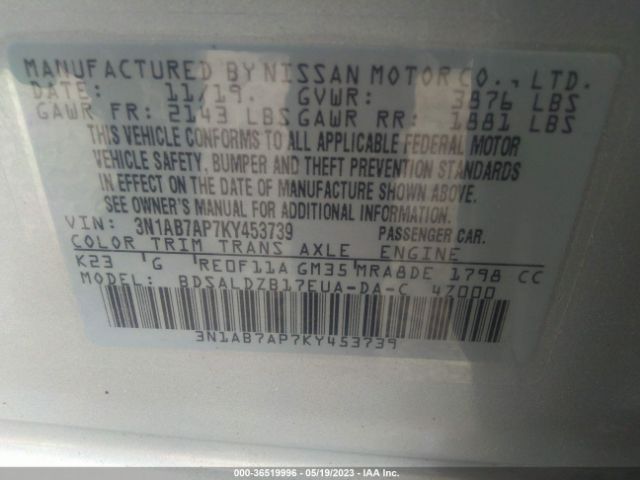 MANUFACTURED BY NISSAN MOTOR CO., LTD.
DATE: 11/19. GVWR: 3876 LBS
GAWR FR: 2143 LBS GAWR RR: 1881 LBS
THIS VEHICLE CONFORMS TO ALL APPLICABLE FEDERAL MOTOR
VEHICLE SAFETY, BUMPER AND THEFT PREVENTION STANDARDS
IN EFFECT ON THE DATE OF MANUFACTURE SHOWN ABOVE.
SEE OWNER'S MANUAL FOR ADDITIONAL INFORMATION.
VIN: 3N1AB7AP7KY453739 PASSENGER CAR.
COLOR TRIM TRANS AXLE ENGINE
K23 G RE0F11A GM35 MRA8DE 1798 CC
MODEL: BDSALDZB17EUA-DA-C 4Z000
3N1AB7AP7KY453739
000-36519996 - 05/19/2023 - IAA Inc.